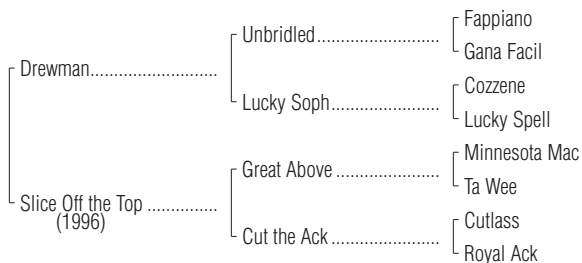 Fappiano
Unbridled........................
Gana Facil
Drewman.........................
Cozzene
Lucky Soph .....................
Lucky Spell
Minnesota Mac
Great Above ....................
Ta Wee
Slice Off the Top ..............
(1996)
Cutlass
Cut the Ack .....................
Royal Ack